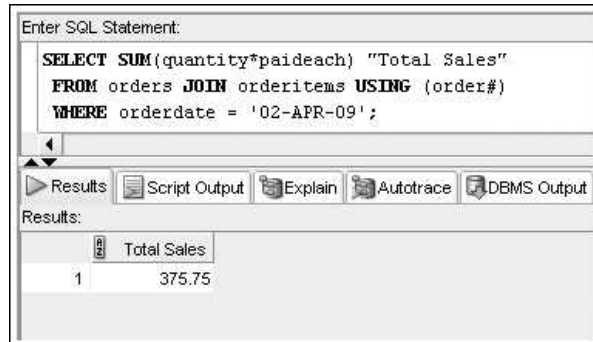 Enter SQL Statement:
SELECT SUM(quantity*paideach) "Total Sales"
FROM orders JOIN orderitems USING (order#)
WHERE orderdate = '02-APR-09';
Results Script Output Explain Autotrace DBMS Output
Results:
A Z Total Sales
1 375.75